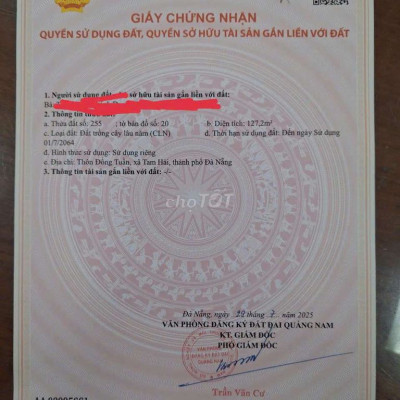 GIẤY CHỨNG NHẬN
QUYỀN SỬ DỤNG ĐẤT, QUYỀN SỞ HỮU TÀI SẢN GẮN LIỀN VỚI ĐẤT
1. Người sử dụng đất, sở hữu tài sản gắn liền với đất:
Bà
2. Thông tin
a. Thửa đất số: 255 ; tờ bản đồ số: 20 b. Diện tích: 127,2m²
c. Loại đất: Đất trồng cây lâu năm (CLN) d. Thời hạn sử dụng đất: Đến ngày Sử dụng
01/7/2064
đ. Hình thức sử dụng: Sử dụng riêng
e. Địa chỉ: Thôn Đông Tuần, xã Tam Hải, thành phố Đà Nẵng
3. Thông tin tài sản gắn liền với đất: -/-
chợTỐT
Đà Nẵng, ngày 28 tháng 7 năm 2025
VĂN PHÒNG ĐĂNG KÝ ĐẤT ĐAI QUẢNG NAM
KT. GIÁM ĐỐC
PHÓ GIÁM ĐỐC
Trần Văn Cư